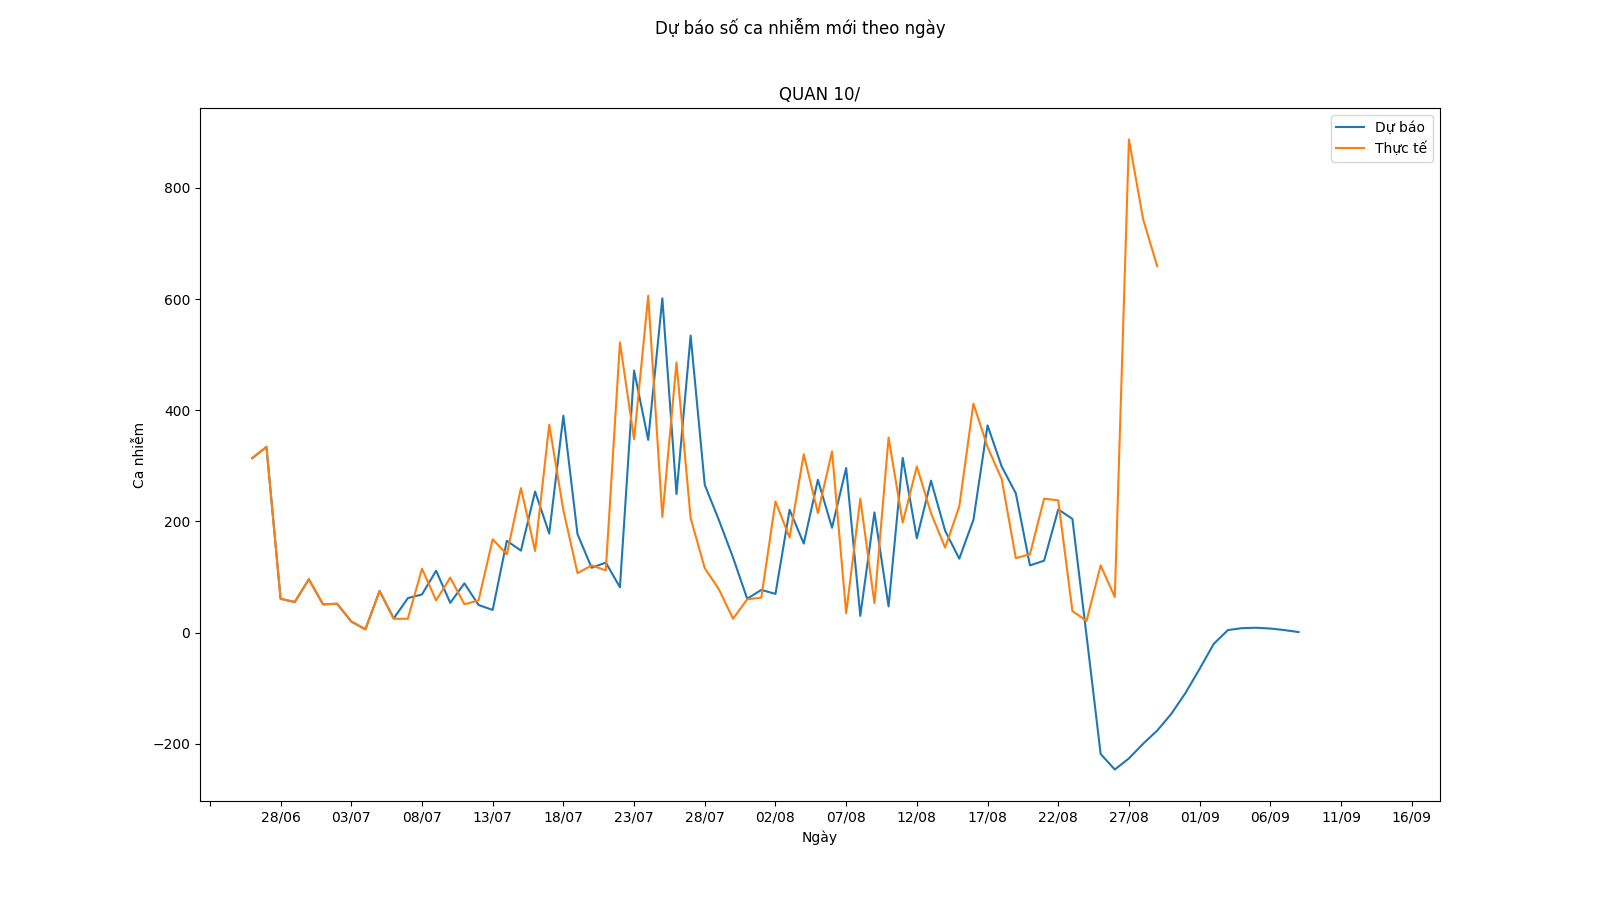 Dự báo số ca nhiễm mới theo ngày
QUAN 10/
Dự báo
Thực tế
800
600
400
200
0
−200
Ca nhiễm
28/06 03/07 08/07 13/07 18/07 23/07 28/07 02/08 07/08 12/08 17/08 22/08 27/08 01/09 06/09 11/09 16/09
Ngày